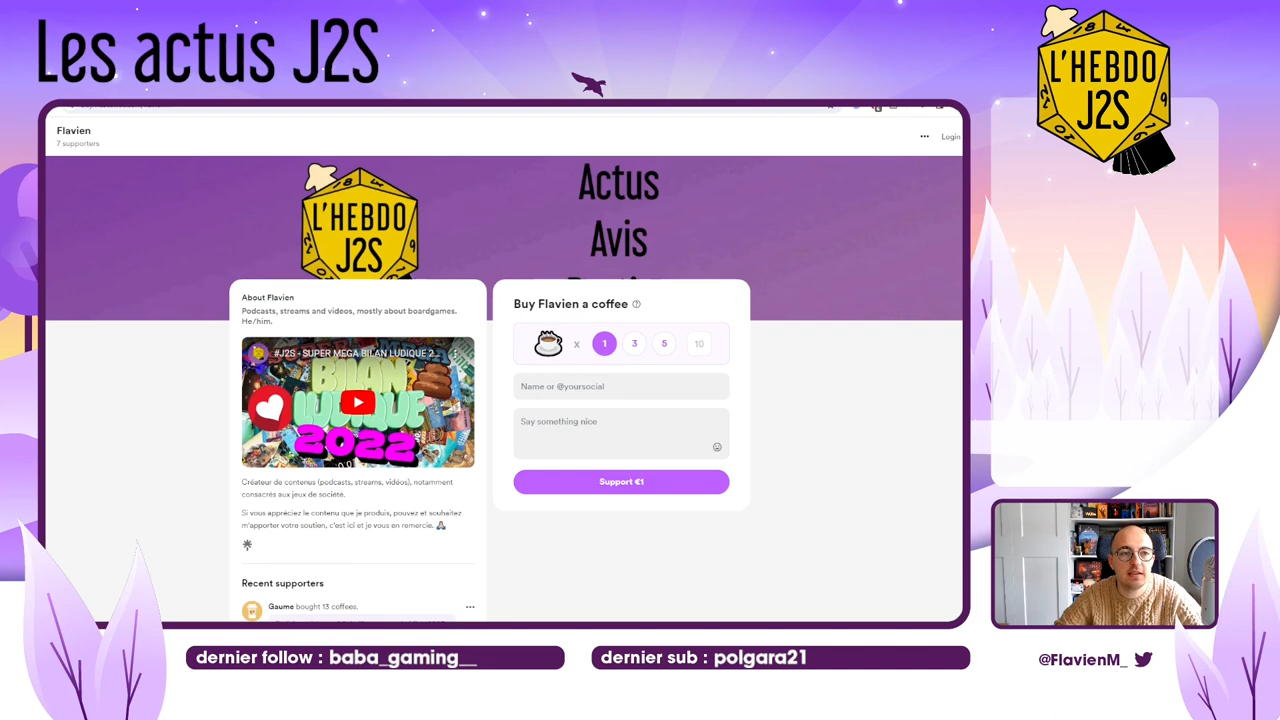 Les actus J2S
L'HEBDO
J2S
Flavien
7 supporters
Login
L'HEBDO
J2S
Actus
Avis
About Flavien
Podcasts, streams and videos, mostly about boardgames.
He/him.
#J2S - SUPER MEGA BILAN LUDIQUE 2...
BILAN
LUDIQUE
2022
Créateur de contenus (podcasts, streams, vidéos), notamment
consacrés aux jeux de société.
Si vous appréciez le contenu que je produis, pouvez et souhaitez
m'apporter votre soutien, c'est ici et je vous en remercie. 🙏
Recent supporters
Gaume bought 13 coffees.
Buy Flavien a coffee
x 1 3 5 10
Name or @yoursocial
Say something nice
Support €1
dernier follow : baba_gaming__
dernier sub : polgara21
@FlavienM_